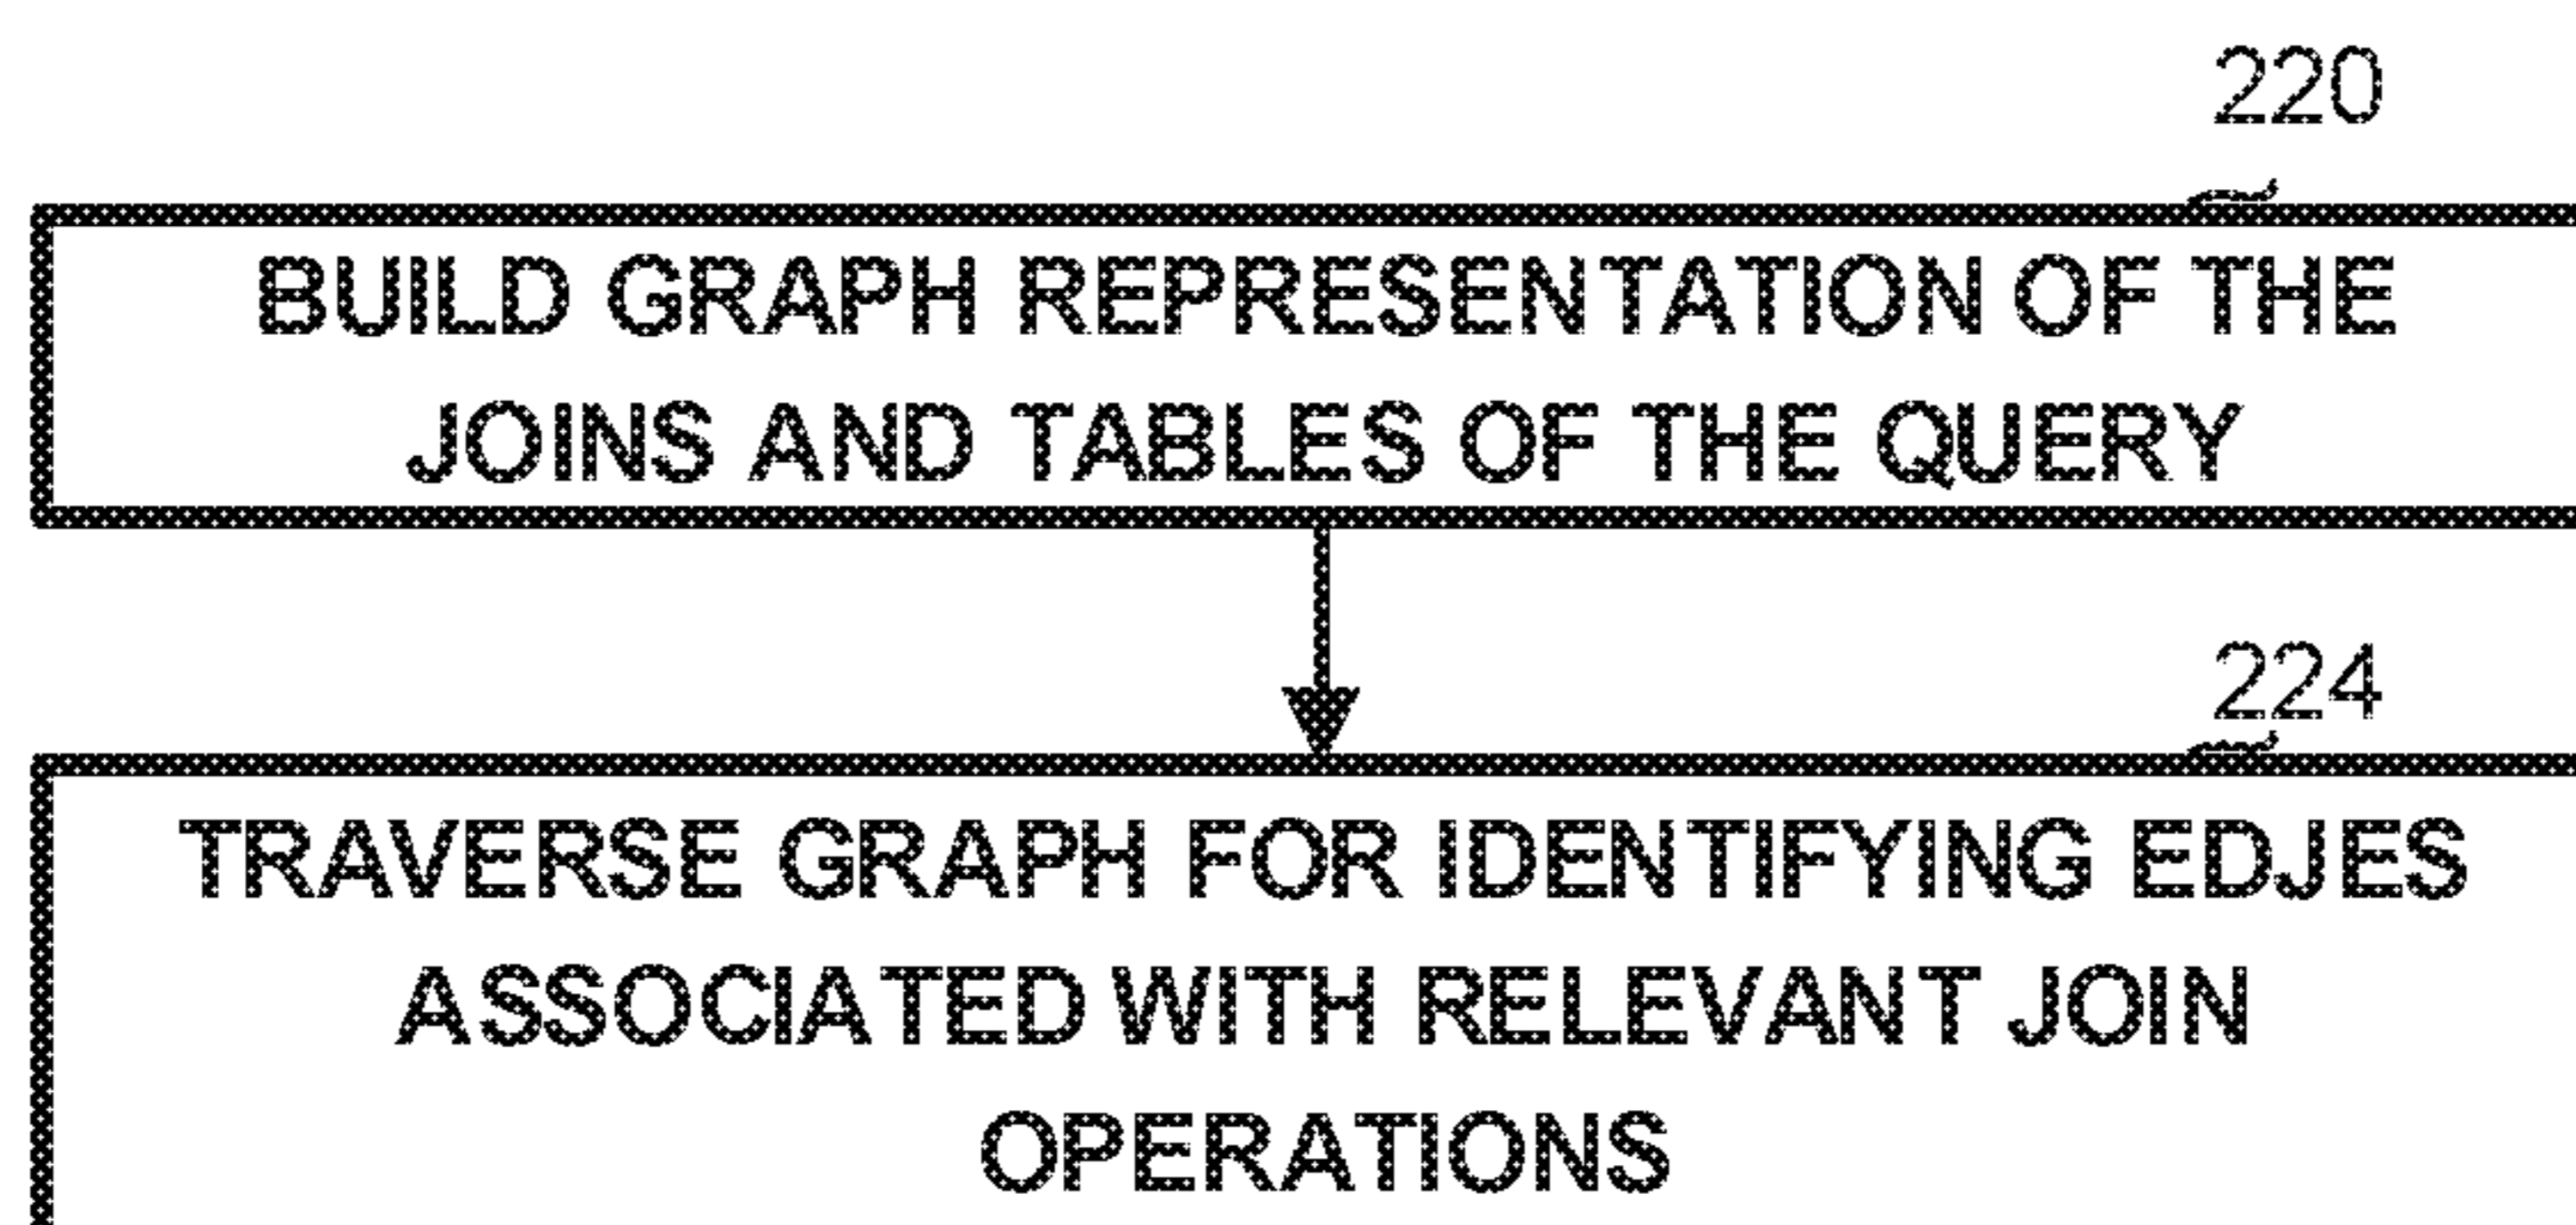 220
BUILD GRAPH REPRESENTATION OF THE
JOINS AND TABLES OF THE QUERY
224
TRAVERSE GRAPH FOR IDENTIFYING EDJES
ASSOCIATED WITH RELEVANT JOIN
OPERATIONS